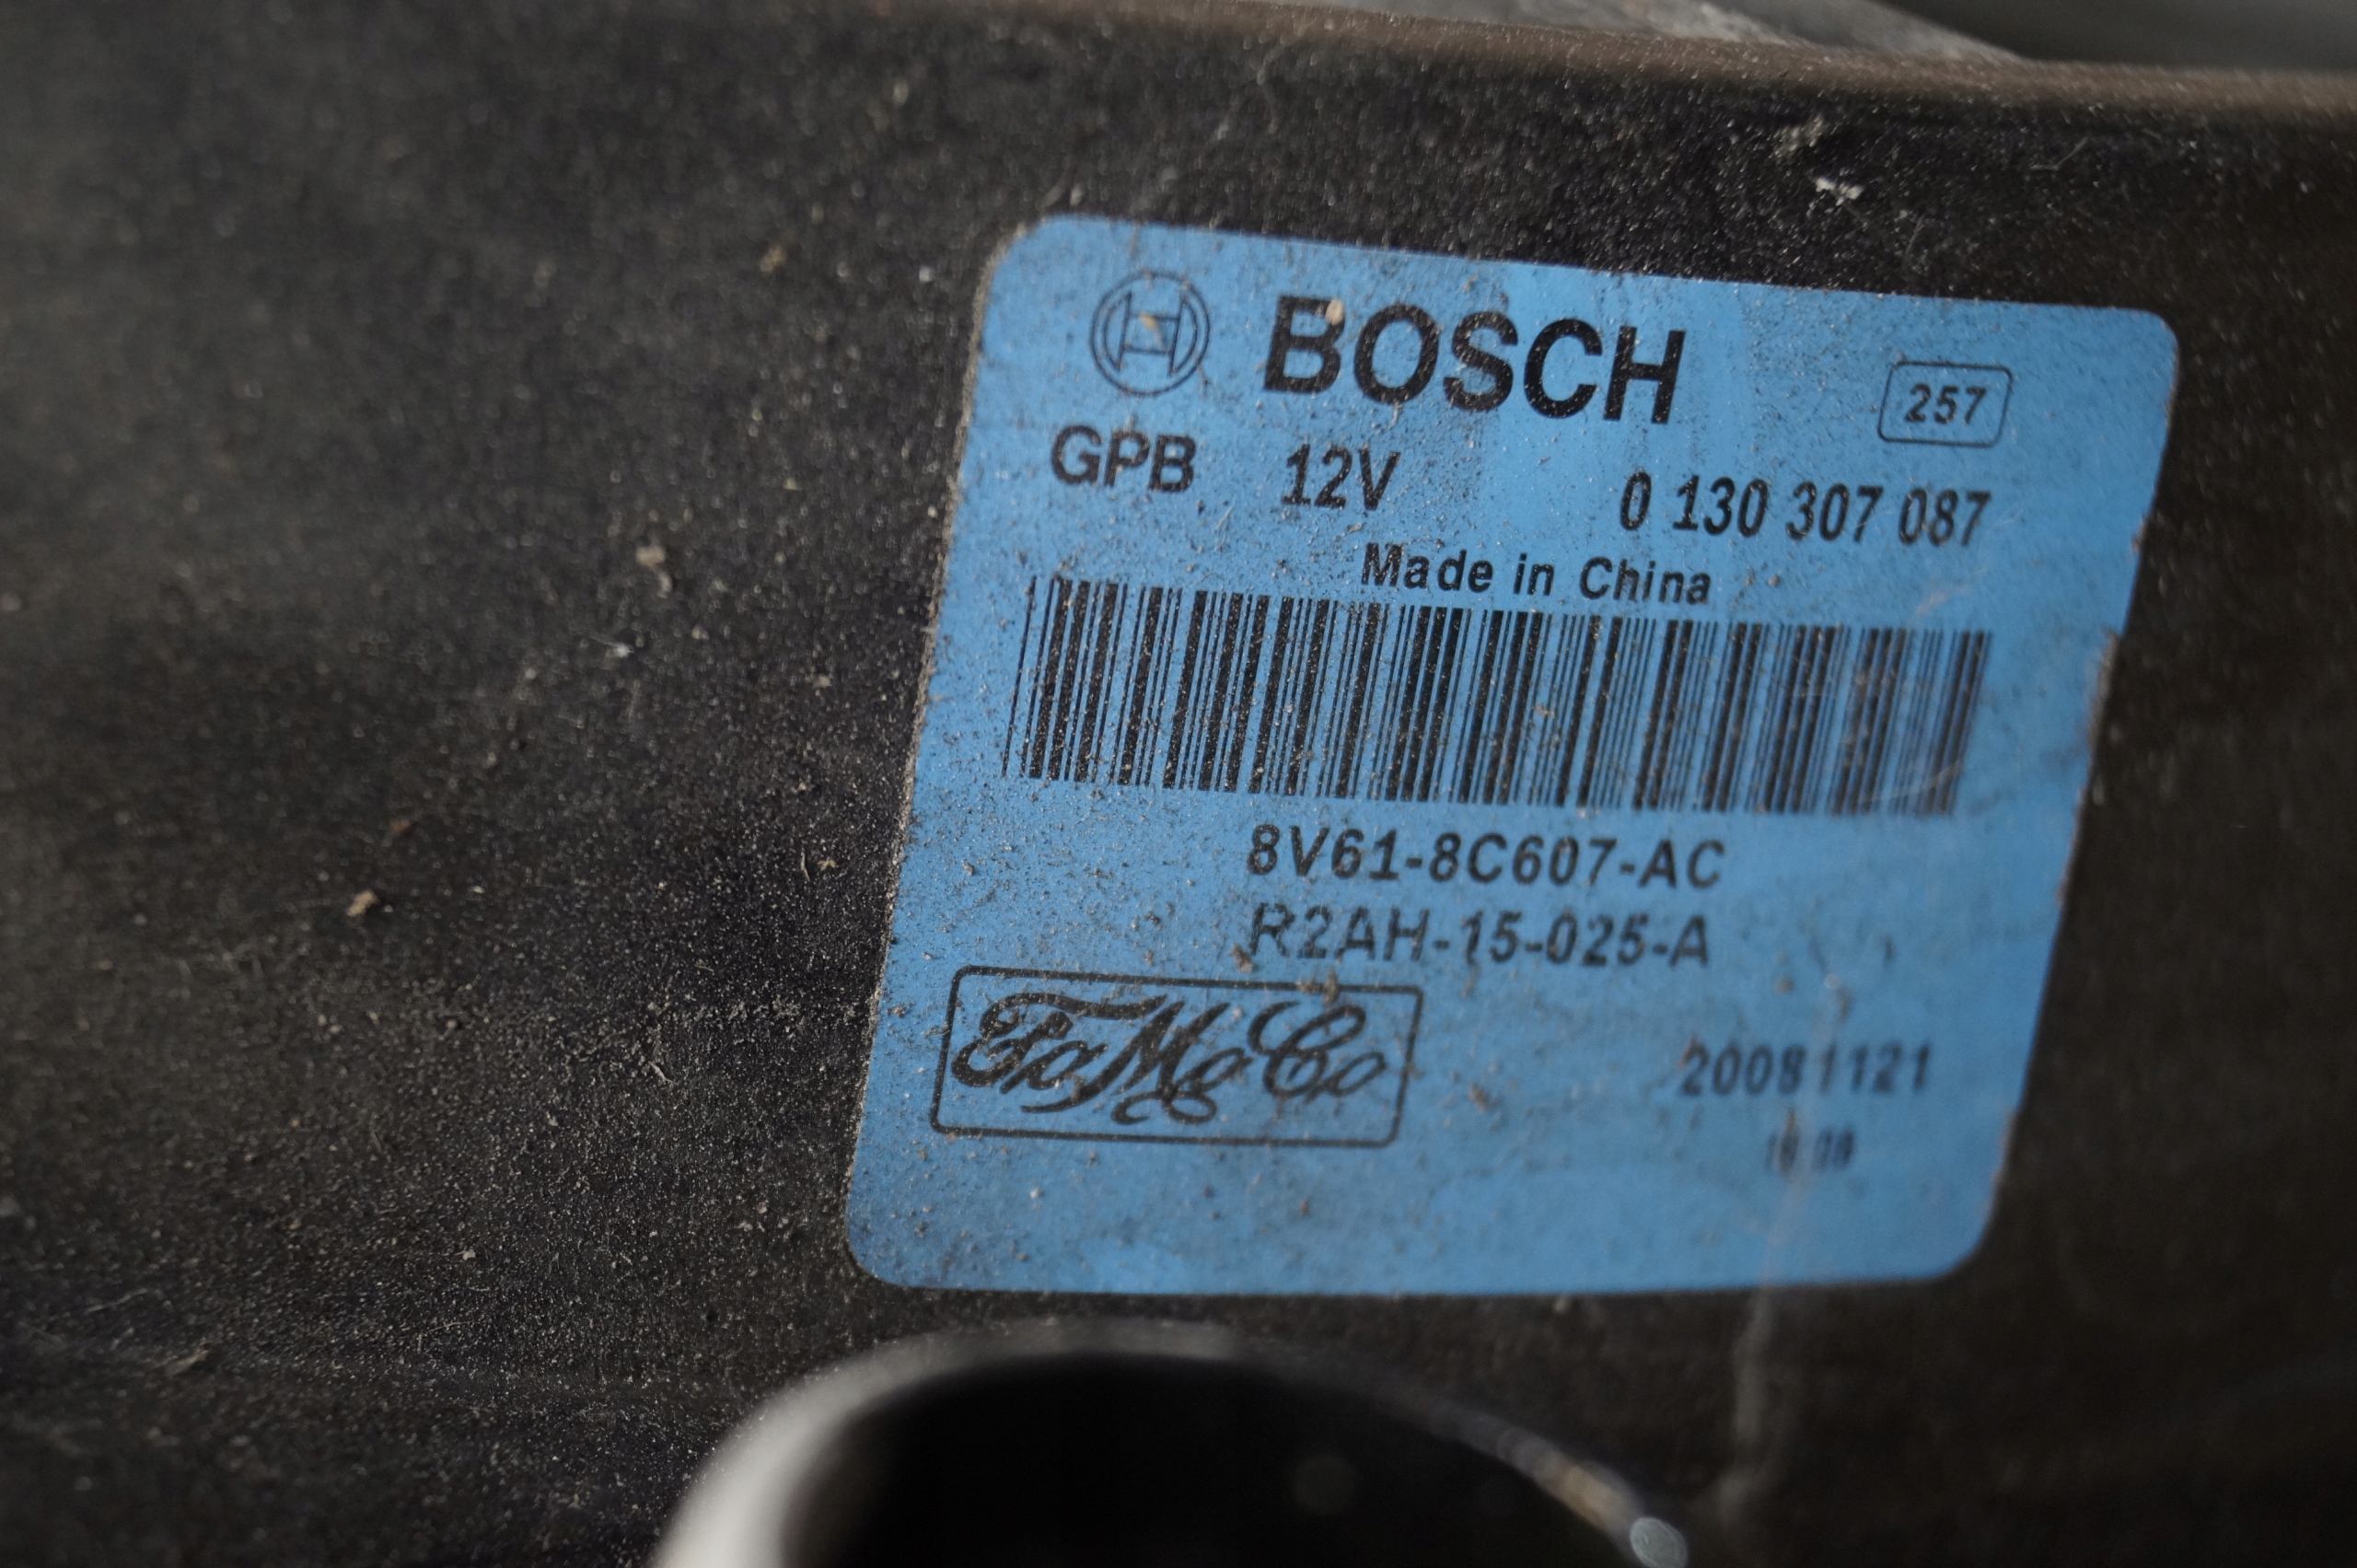 BOSCH 257
GPB 12V 0 130 307 087
Made in China
8V61-8C607-AC
R2AH-15-025-A
FoMoCo
20081121